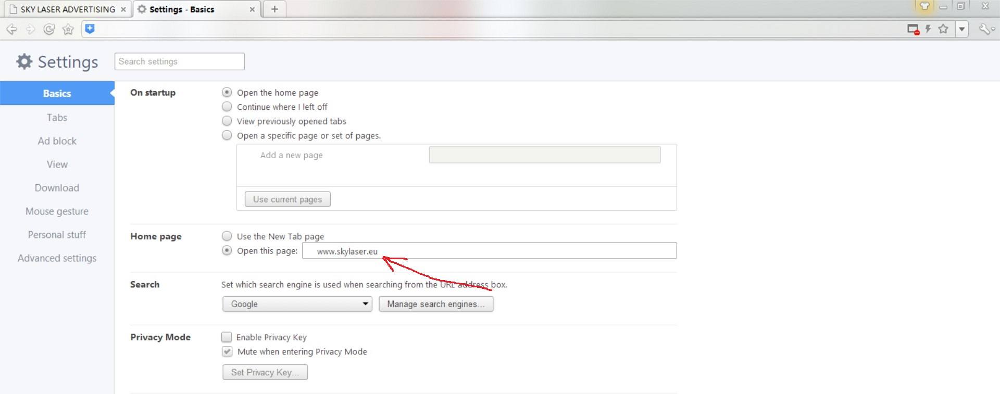 SKY LASER ADVERTISING
Settings - Basics
Settings
Search settings
Basics
Tabs
Ad block
View
Download
Mouse gesture
Personal stuff
Advanced settings
On startup
Open the home page
Continue where I left off
View previously opened tabs
Open a specific page or set of pages.
Add a new page
Use current pages
Home page
Use the New Tab page
Open this page:
www.skylaser.eu
Search
Set which search engine is used when searching from the URL address box.
Google
Manage search engines...
Privacy Mode
Enable Privacy Key
Mute when entering Privacy Mode
Set Privacy Key...